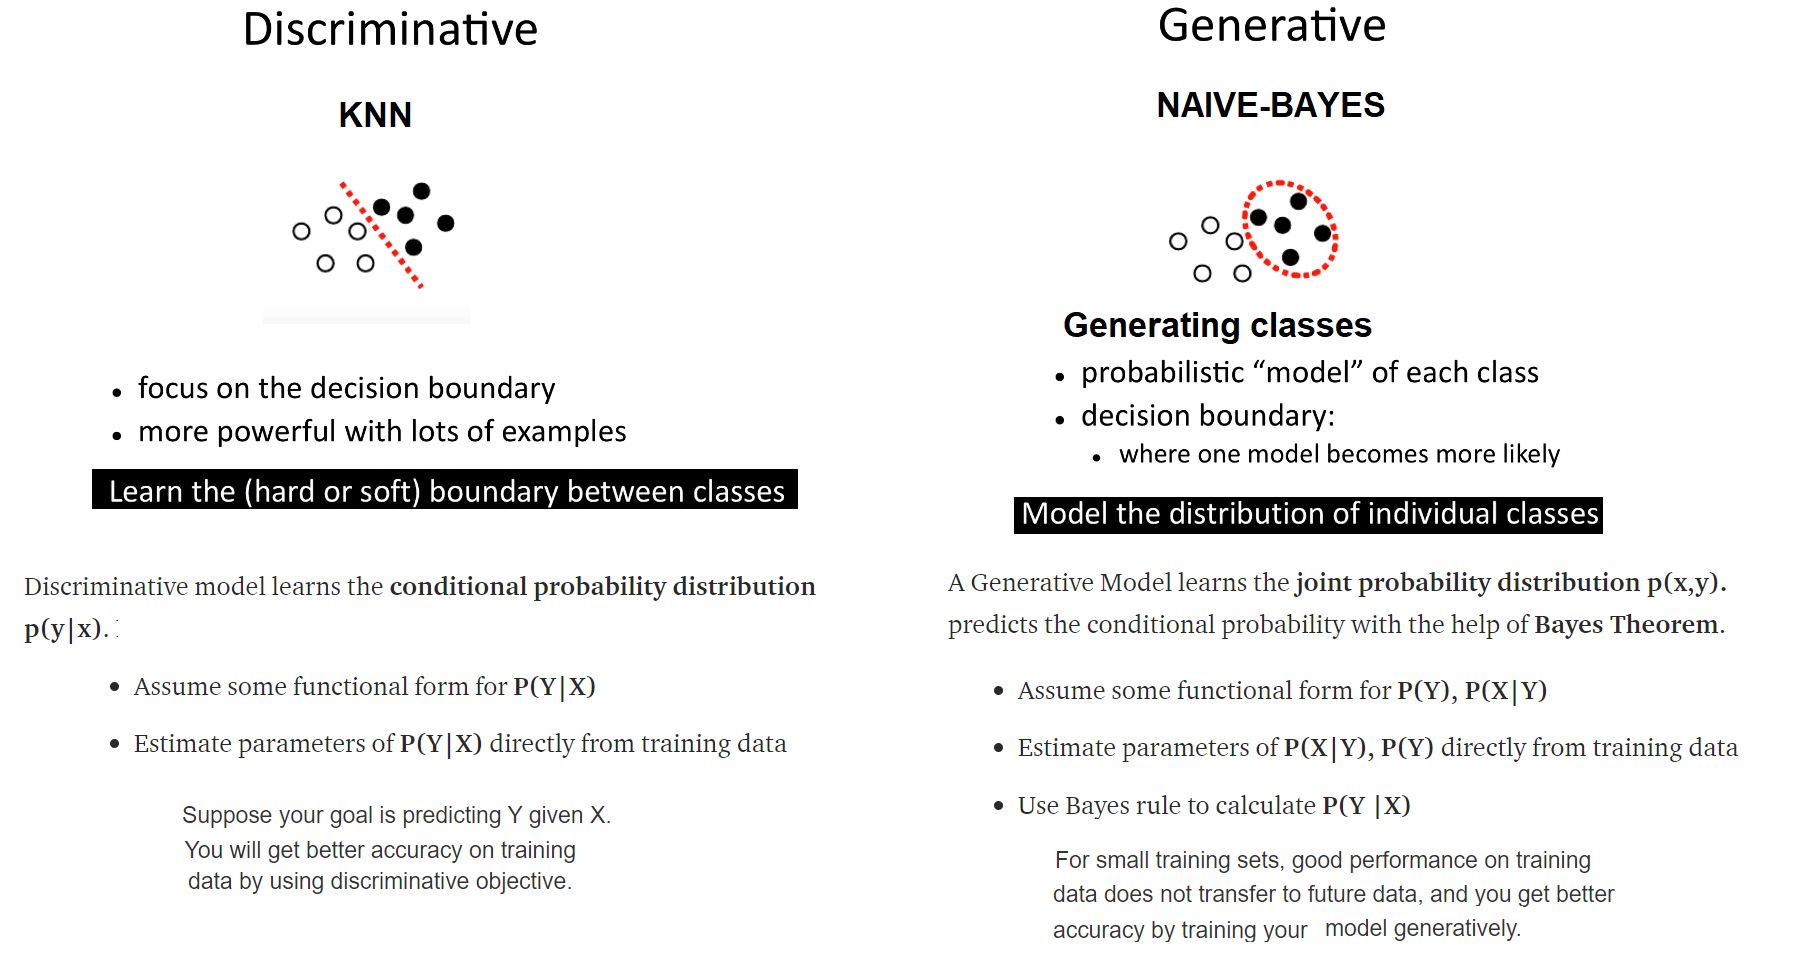 Discriminative
KNN
• focus on the decision boundary
• more powerful with lots of examples
Learn the (hard or soft) boundary between classes
Discriminative model learns the conditional probability distribution
p(y|x).
• Assume some functional form for P(Y|X)
• Estimate parameters of P(Y|X) directly from training data
Suppose your goal is predicting Y given X.
You will get better accuracy on training
data by using discriminative objective.
Generative
NAIVE-BAYES
Generating classes
• probabilistic “model” of each class
• decision boundary:
• where one model becomes more likely
Model the distribution of individual classes
A Generative Model learns the joint probability distribution p(x,y).
predicts the conditional probability with the help of Bayes Theorem.
• Assume some functional form for P(Y), P(X|Y)
• Estimate parameters of P(X|Y), P(Y) directly from training data
• Use Bayes rule to calculate P(Y |X)
For small training sets, good performance on training
data does not transfer to future data, and you get better
accuracy by training your model generatively.